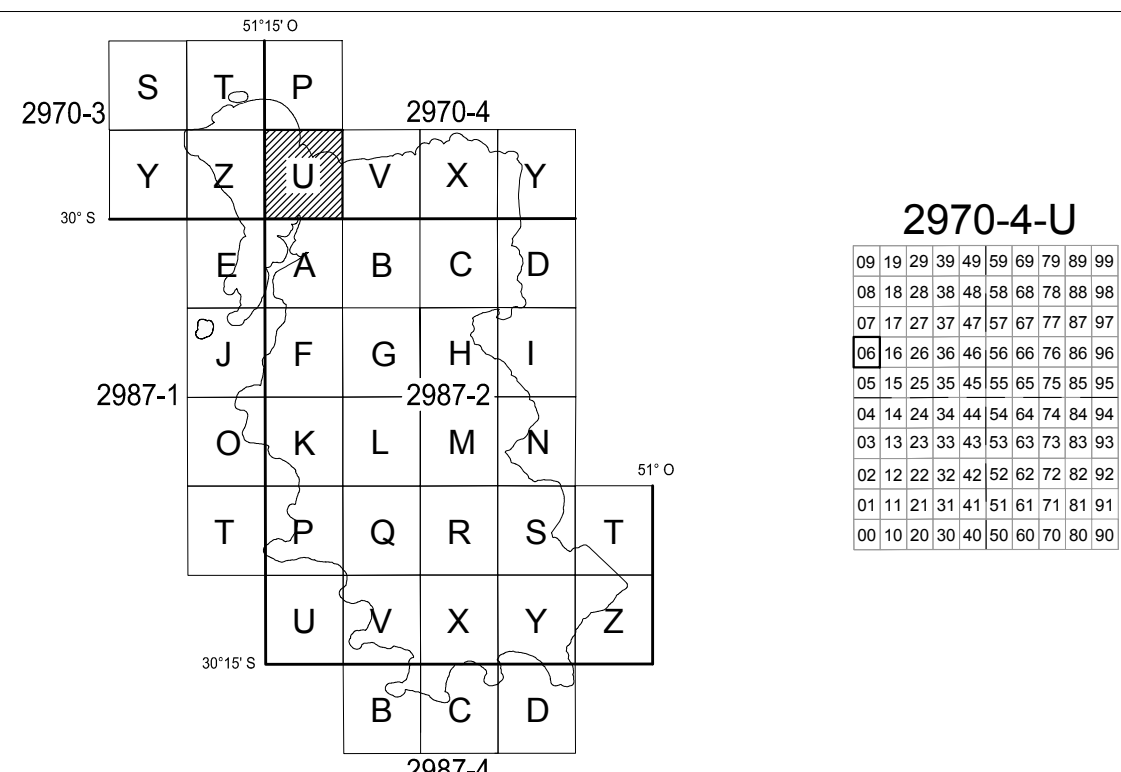 51°15' O
S T P
2970-3 2970-4
Y Z U V X Y
30° S
E A B C D
J F G H I
2987-1 2987-2
O K L M N
51° O
T P Q R S T
U V X Y Z
30°15' S
B C D
2987-4
2970-4-U
09 19 29 39 49 59 69 79 89 99
08 18 28 38 48 58 68 78 88 98
07 17 27 37 47 57 67 77 87 97
06 16 26 36 46 56 66 76 86 96
05 15 25 35 45 55 65 75 85 95
04 14 24 34 44 54 64 74 84 94
03 13 23 33 43 53 63 73 83 93
02 12 22 32 42 52 62 72 82 92
01 11 21 31 41 51 61 71 81 91
00 10 20 30 40 50 60 70 80 90